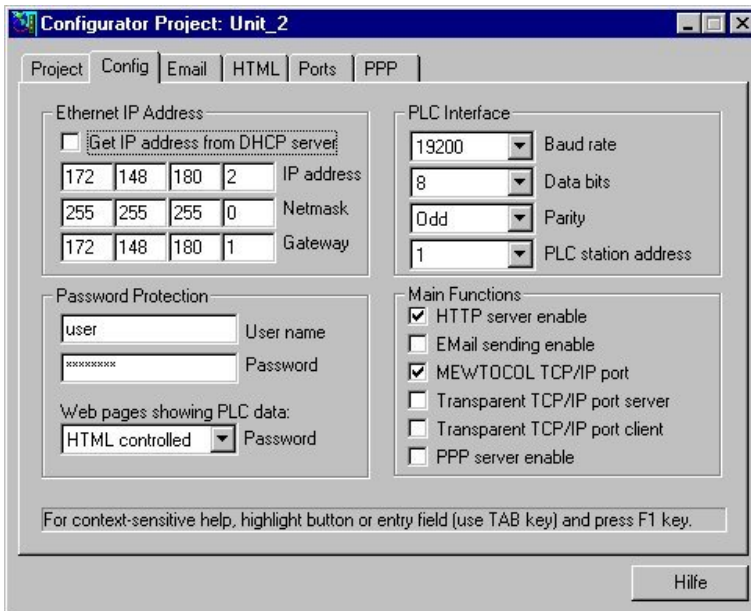 Configurator Project: Unit_2
Project Config Email HTML Ports PPP
Ethernet IP Address
Get IP address from DHCP server
172 148 180 2 IP address
255 255 255 0 Netmask
172 148 180 1 Gateway
PLC Interface
19200 Baud rate
8 Data bits
Odd Parity
1 PLC station address
Password Protection
user User name
xxxxxxxx Password
Web pages showing PLC data:
HTML controlled Password
Main Functions
HTTP server enable
EMail sending enable
MEWTOCOL TCP/IP port
Transparent TCP/IP port server
Transparent TCP/IP port client
PPP server enable
For context-sensitive help, highlight button or entry field (use TAB key) and press F1 key.
Hilfe